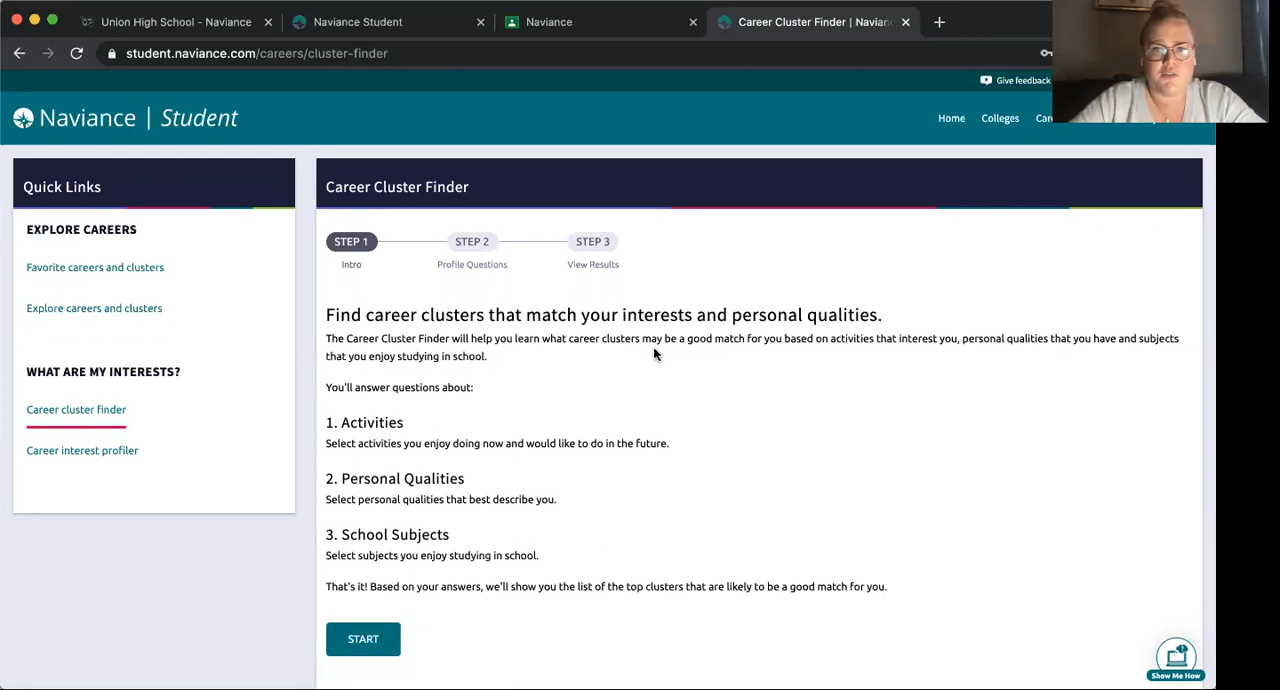 Union High School - Naviance
Naviance Student
Naviance
Career Cluster Finder | Navian
student.naviance.com/careers/cluster-finder
Give feedback
Naviance | Student
Home Colleges
Quick Links
EXPLORE CAREERS
Favorite careers and clusters
Explore careers and clusters
WHAT ARE MY INTERESTS?
Career cluster finder
Career interest profiler
Career Cluster Finder
STEP 1 STEP 2 STEP 3
Intro Profile Questions View Results
Find career clusters that match your interests and personal qualities.
The Career Cluster Finder will help you learn what career clusters may be a good match for you based on activities that interest you, personal qualities that you have and subjects
that you enjoy studying in school.
You'll answer questions about:
1. Activities
Select activities you enjoy doing now and would like to do in the future.
2. Personal Qualities
Select personal qualities that best describe you.
3. School Subjects
Select subjects you enjoy studying in school.
That's it! Based on your answers, we'll show you the list of the top clusters that are likely to be a good match for you.
START
Show Me How